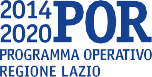 2014 POR
2020
PROGRAMMA OPERATIVO
REGIONE LAZIO